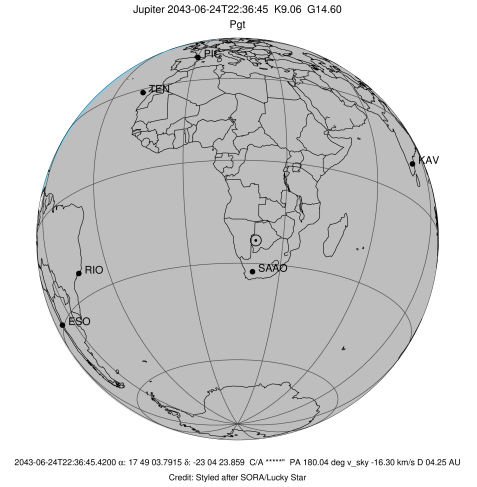 Jupiter 2043-06-24T22:36:45 K9.06 G14.60
Pgt
PIC
TEN
KAV
SAAO
RIO
ESO
2043-06-24T22:36:45.4200 α: 17 49 03.7915 δ: -23 04 23.859 C/A *****" PA 180.04 deg v_sky -16.30 km/s D 04.25 AU
Credit: Styled after SORA/Lucky Star